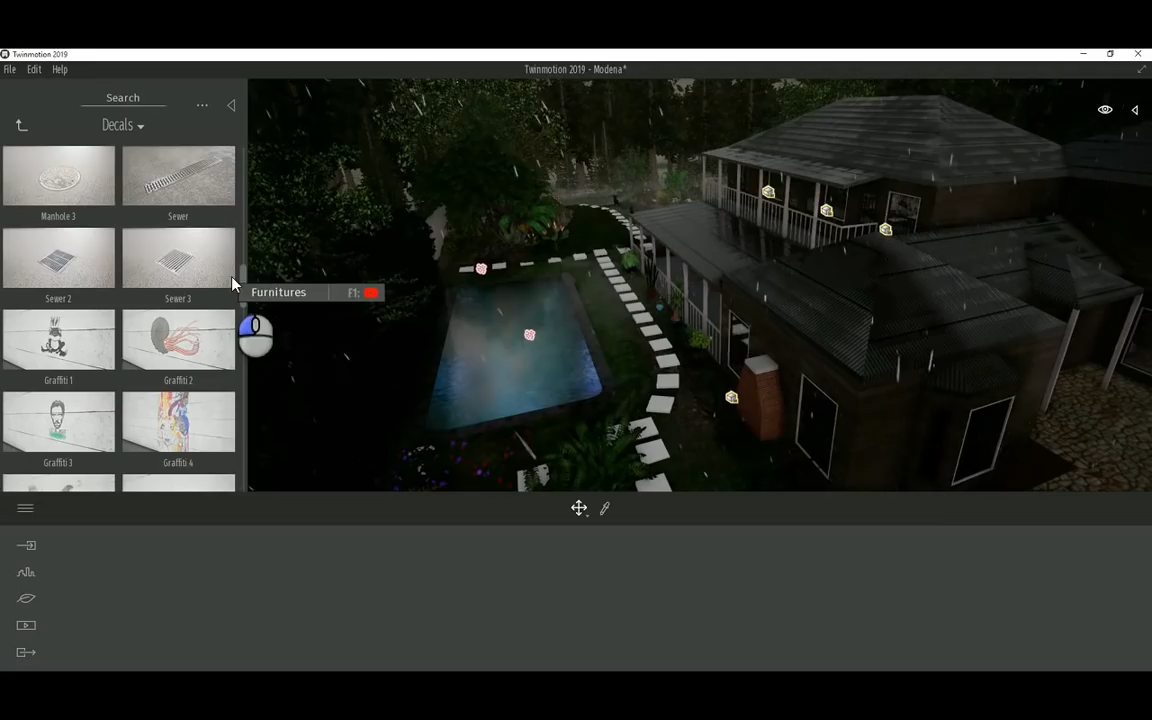 Twinmotion 2019
File Edit Help
Twinmotion 2019 - Modena*
Search
...
Decals
Manhole 3
Sewer
Sewer 2
Sewer 3
Furnitures F1:
Graffiti 1
Graffiti 2
Graffiti 3
Graffiti 4